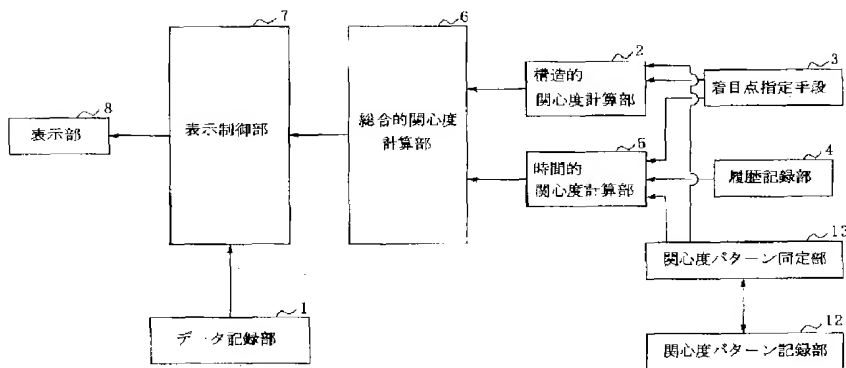 7
表示制御部
6
総合的関心度
計算部
2
構造的
関心度計算部
3
着目点指定手段
8
表示部
5
時間的
関心度計算部
4
履歴記録部
13
関心度パターン同定部
1
データ記録部
12
関心度パターン記録部